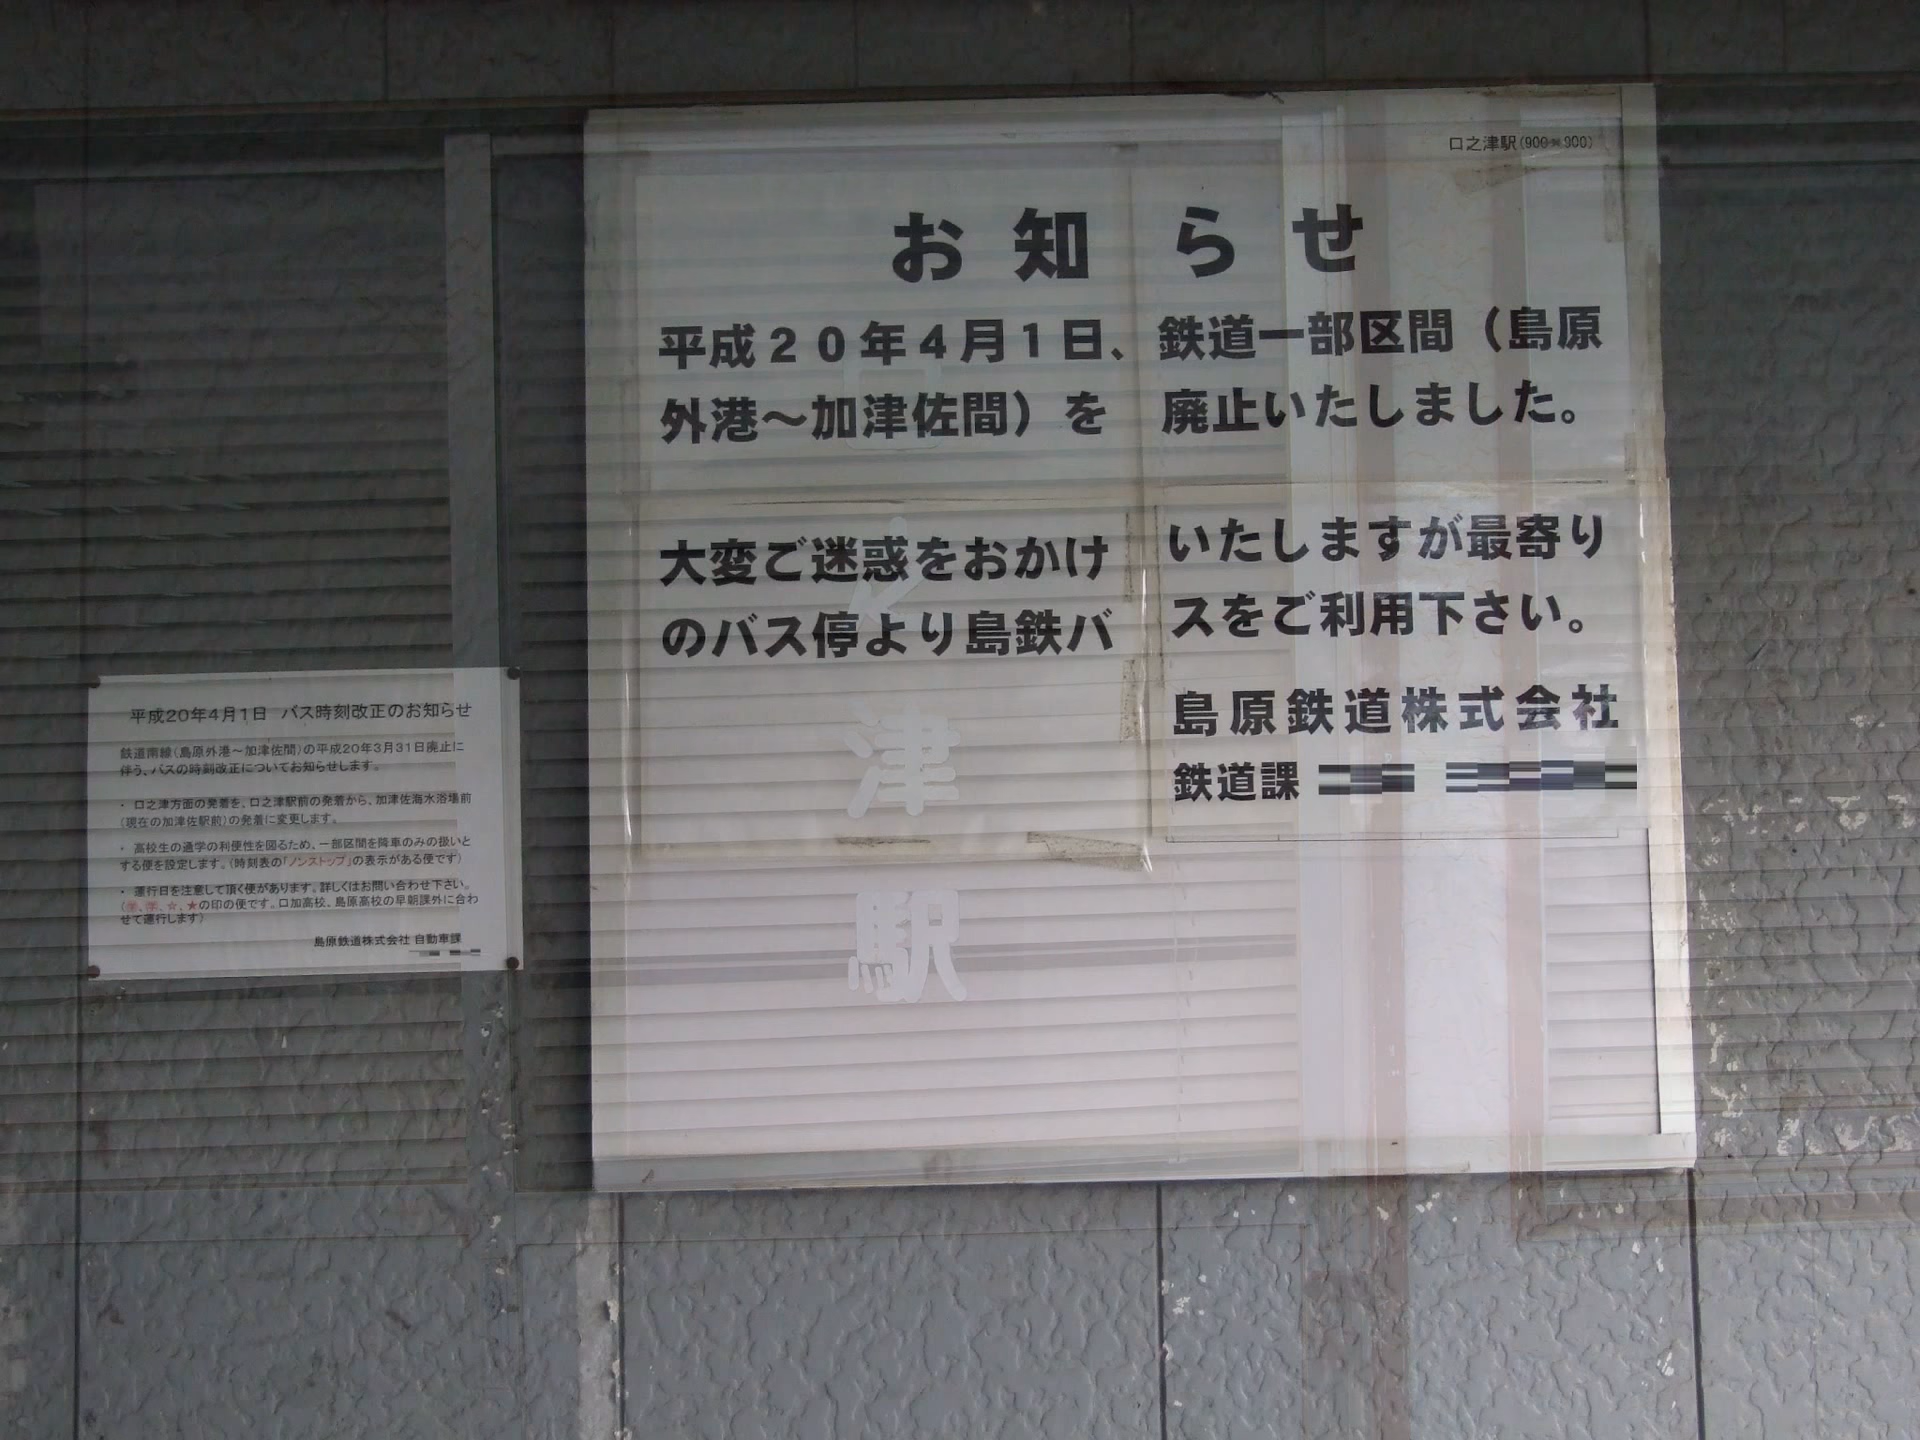 口之津駅(900×900)
お知らせ
平成20年4月1日、鉄道一部区間(島原
外港～加津佐間)を 廃止いたしました。
大変ご迷惑をおかけ いたしますが最寄り
のバス停より島鉄バ スをご利用下さい。
島原鉄道株式会社
鉄道課
口之津駅
平成20年4月1日 バス時刻改正のお知らせ
鉄道南線(島原外港～加津佐間)の平成20年3月31日廃止に
伴う、バスの時刻改正についてお知らせします。
・ 口之津方面の発着を、口之津駅前の発着から、加津佐海水浴場前
(現在の加津佐駅前)の発着に変更します。
・ 高校生の通学の利便性を図るため、一部区間を降車のみの扱いと
する便を設定します。(時刻表の「ノンストップ」の表示がある便です)
・ 運行日を注意して頂く便があります。詳しくはお問い合わせ下さい。
、☆、★の印の便です。口加高校、島原高校の早朝課外に合わ
せて運行します)
島原鉄道株式会社 自動車課